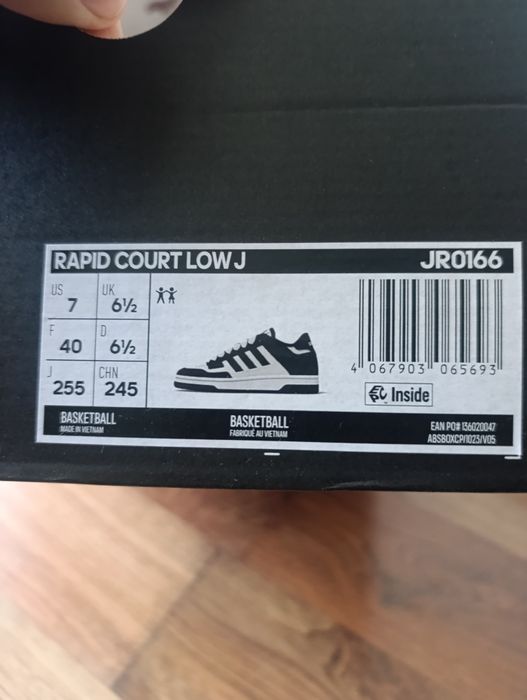 RAPID COURT LOW J JR0166
US 7 UK 6½
F 40 D 6½
J 255 CHN 245
4 067903 065693
Inside
BASKETBALL
MADE IN VIETNAM
BASKETBALL
FABRIQUÉ AU VIETNAM
EAN PO# 136020047
ABSBOXCP/1023/V05